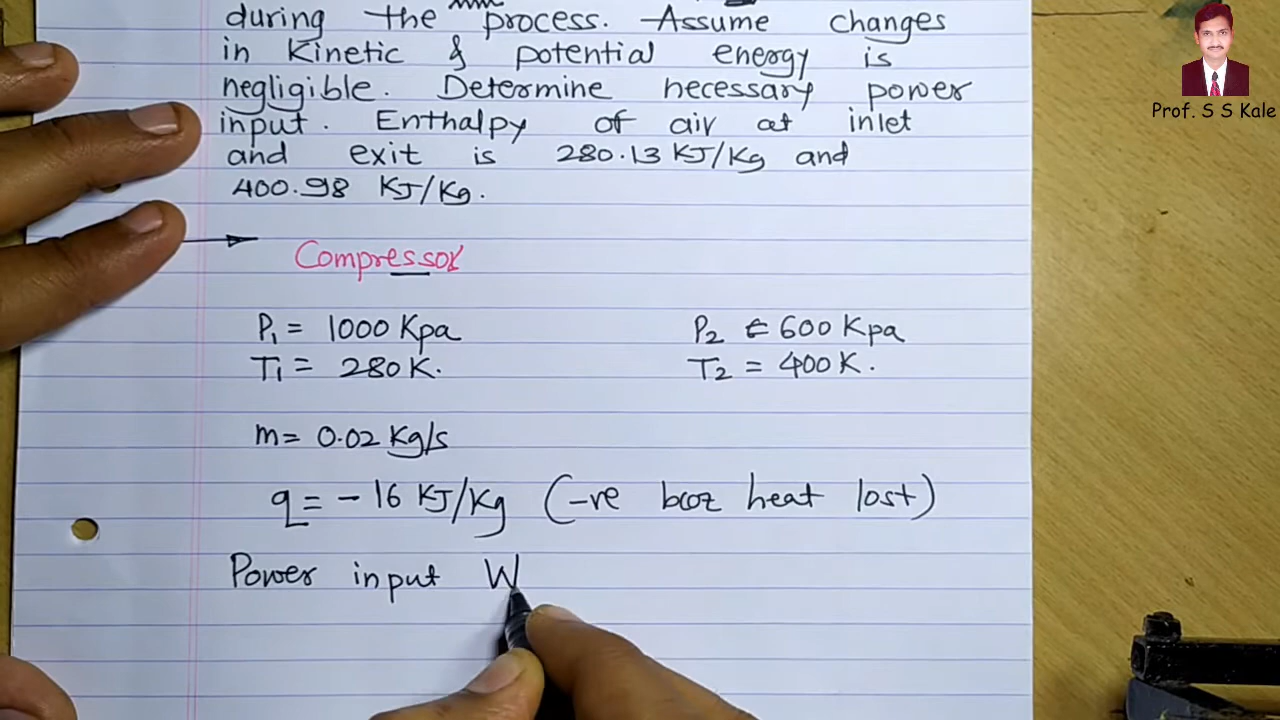 during the process. Assume changes
in Kinetic & potential energy is
negligible. Determine necessary power
input. Enthalpy of air at inlet
and exit is 280.13 KJ/Kg and
400.98 KJ/Kg.
Compressor
P1 = 1000 Kpa P2 = 600 Kpa
T1 = 280 K. T2 = 400 K.
m = 0.02 Kg/s
q = - 16 KJ/Kg (-ve bcoz heat lost)
Power input W
Prof. S S Kale